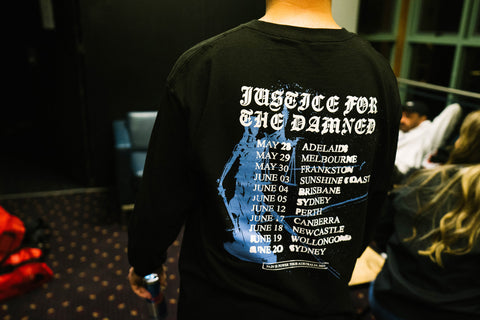 JUSTICE FOR
THE DAMNED
MAY 28 ADELAIDE
MAY 29 MELBOURNE
MAY 30 FRANKSTON
JUNE 03 SUNSHINE COAST
JUNE 04 BRISBANE
JUNE 05 SYDNEY
JUNE 12 PERTH
JUNE 17 CANBERRA
JUNE 18 NEWCASTLE
JUNE 19 WOLLONGONG
JUNE 20 SYDNEY